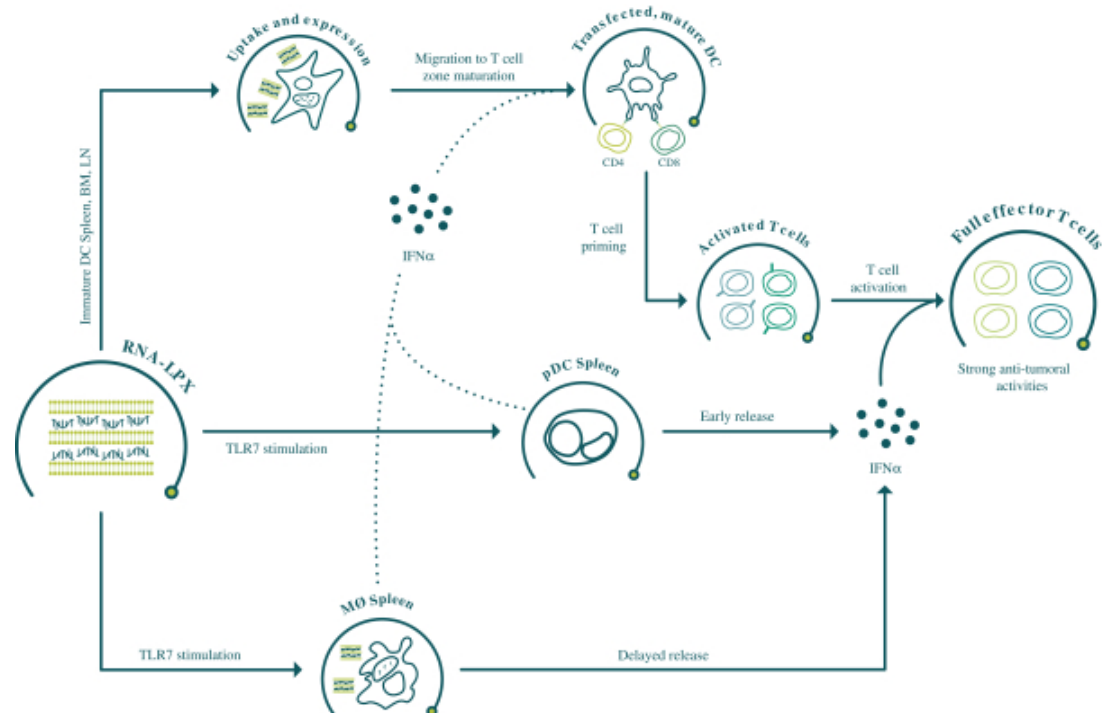 Uptake and expression
Migration to T cell
zone maturation
Transfected, mature DC
CD4
CD8
Immature DC Spleen, BM, LN
IFNα
T cell
priming
Activated T cells
T cell
activation
Full effector T cells
Strong anti-tumoral
activities
RNA-LPX
TLR7 stimulation
pDC Spleen
Early release
IFNα
TLR7 stimulation
MØ Spleen
Delayed release